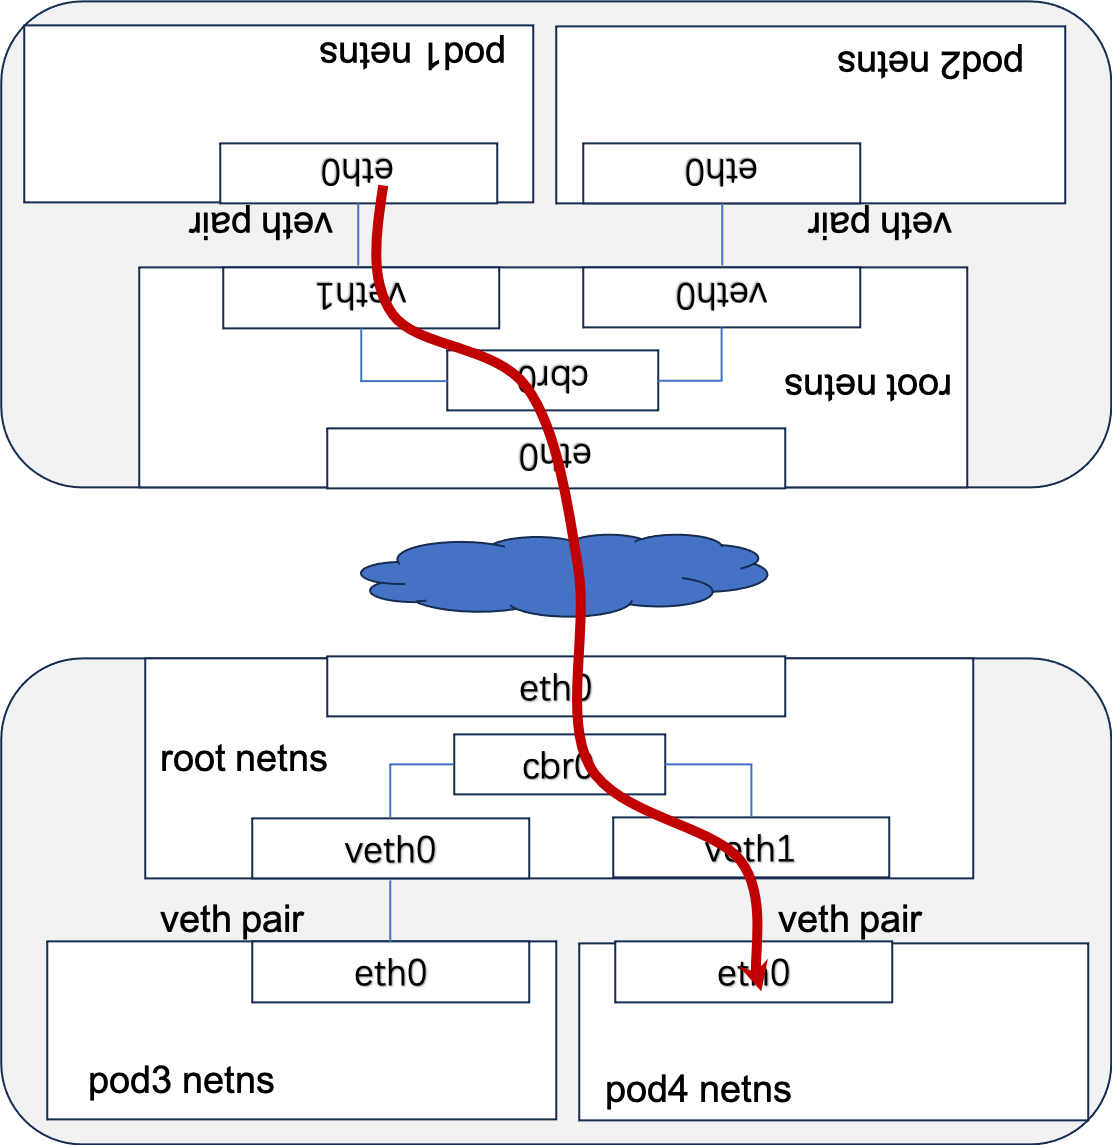 pod1 netns
pod2 netns
eth0
eth0
veth pair
veth pair
veth1
veth0
cbr0
root netns
eth0
eth0
root netns
cbr0
veth0
veth1
veth pair
veth pair
eth0
eth0
pod3 netns
pod4 netns